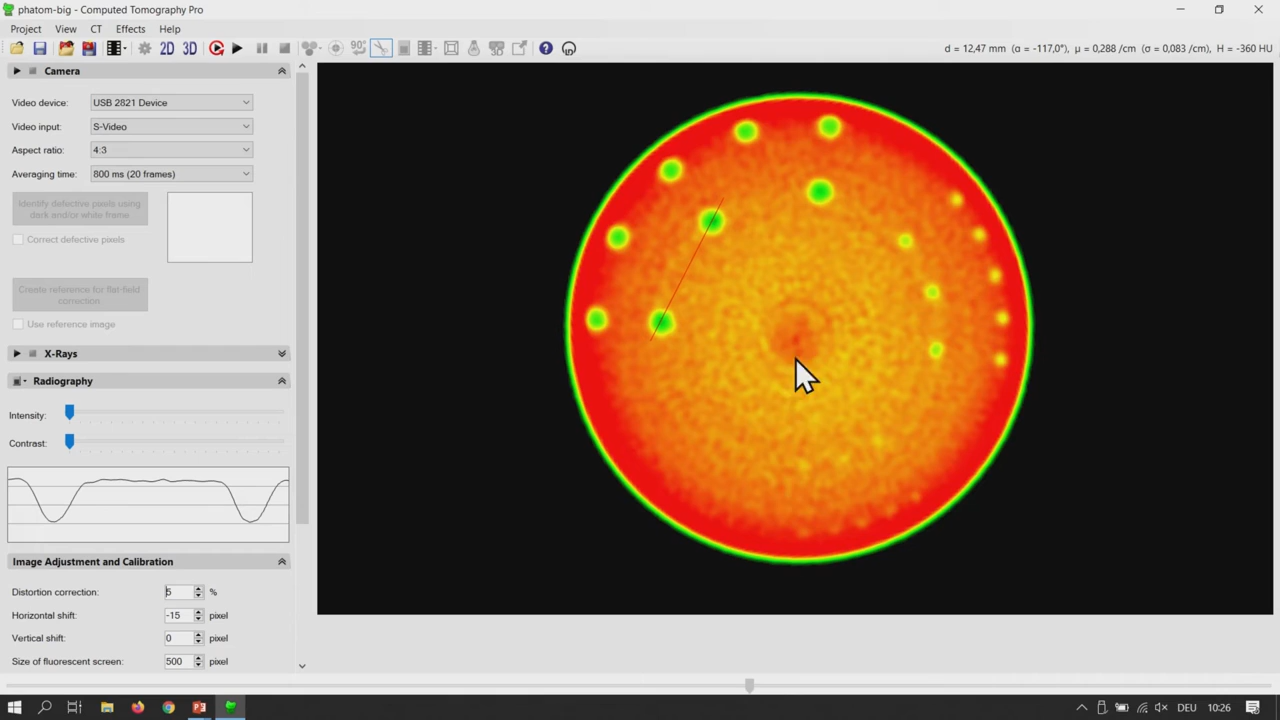 phatom-big - Computed Tomography Pro
Project View CT Effects Help
2D 3D 90° d = 12,47 mm (α = -117,0°, μ = 0,288 /cm (α = 0,083 /cm), H = -360 HU
Camera
Video device: USB 2821 Device
Video input: S-Video
Aspect ratio: 4:3
Averaging time: 800 ms (20 frames)
Identify defective pixels using
dark and/or white frame
Correct defective pixels
Create reference for flat-field
correction
Use reference image
X-Rays
Radiography
Intensity:
Contrast:
Image Adjustment and Calibration
Distortion correction: 5 %
Horizontal shift: -15 pixel
Vertical shift: 0 pixel
Size of fluorescent screen: 500 pixel
DEU 10:26